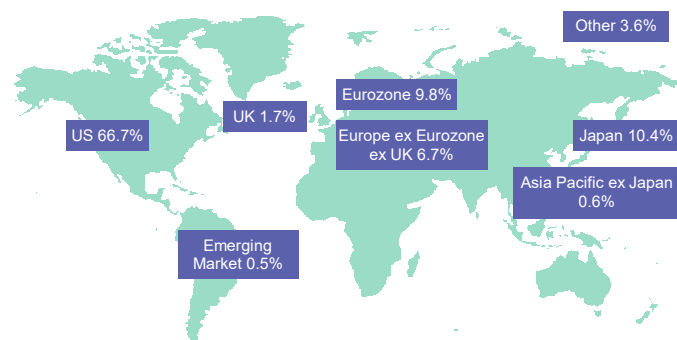 Other 3.6%
Eurozone 9.8%
UK 1.7%
US 66.7%
Europe ex Eurozone
ex UK 6.7%
Japan 10.4%
Asia Pacific ex Japan
0.6%
Emerging
Market 0.5%